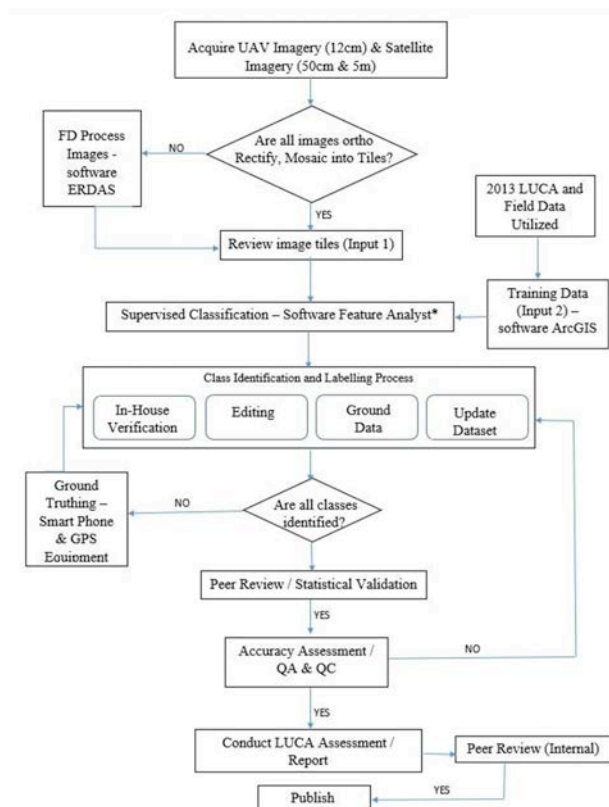 Acquire UAV Imagery (12cm) & Satellite
Imagery (50cm & 5m)
FD Process
Images -
software
ERDAS
NO
Are all images ortho
Rectify, Mosaic into Tiles?
YES
2013 LUCA and
Field Data
Utilized
Review image tiles (Input 1)
Training Data
(Input 2) –
software ArcGIS
Supervised Classification – Software Feature Analyst*
Class Identification and Labelling Process
In-House
Verification
Editing
Ground
Data
Update
Dataset
Ground
Truthing –
Smart Phone
& GPS
Equipment
NO
Are all classes
identified?
Peer Review / Statistical Validation
YES
Accuracy Assessment /
QA & QC
NO
YES
Conduct LUCA Assessment /
Report
Peer Review (Internal)
YES
Publish